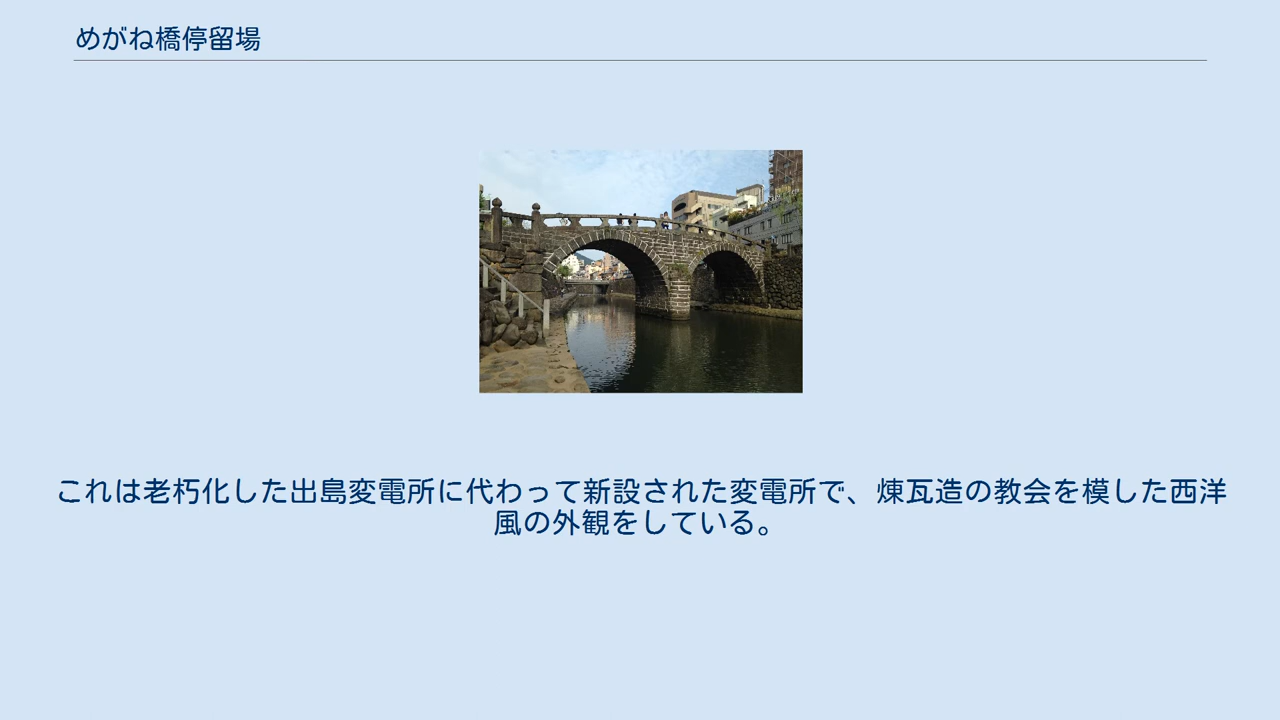 めがね橋停留場
これは老朽化した出島変電所に代わって新設された変電所で、煉瓦造の教会を模した西洋
風の外観をしている。